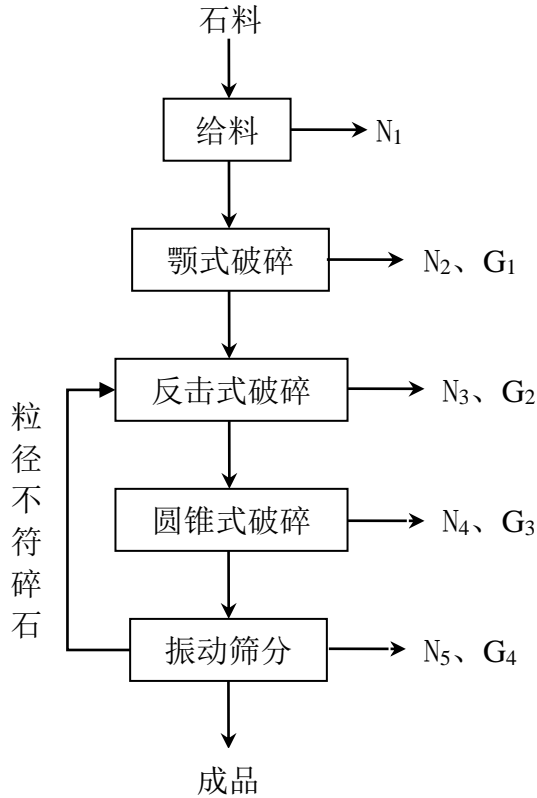 石料
给料
N₁
颚式破碎
N₂、G₁
反击式破碎
N₃、G₂
粒径不符碎石
圆锥式破碎
N₄、G₃
振动筛分
N₅、G₄
成品